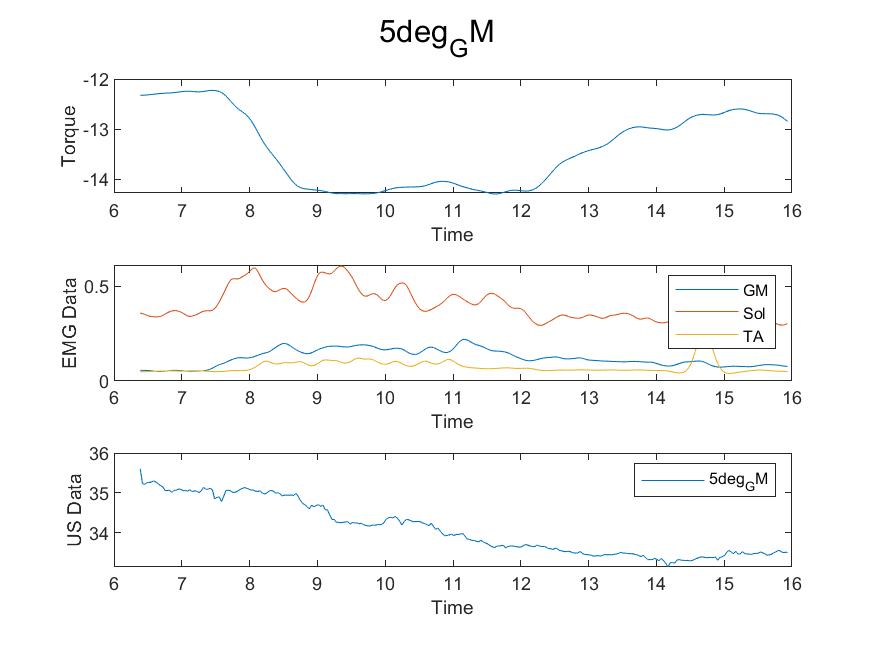 5deg_GM
-12
-13
-14
Torque
6 7 8 9 10 11 12 13 14 15 16
Time
0.5
0
EMG Data
GM
Sol
TA
6 7 8 9 10 11 12 13 14 15 16
Time
36
35
34
US Data
5deg_GM
6 7 8 9 10 11 12 13 14 15 16
Time